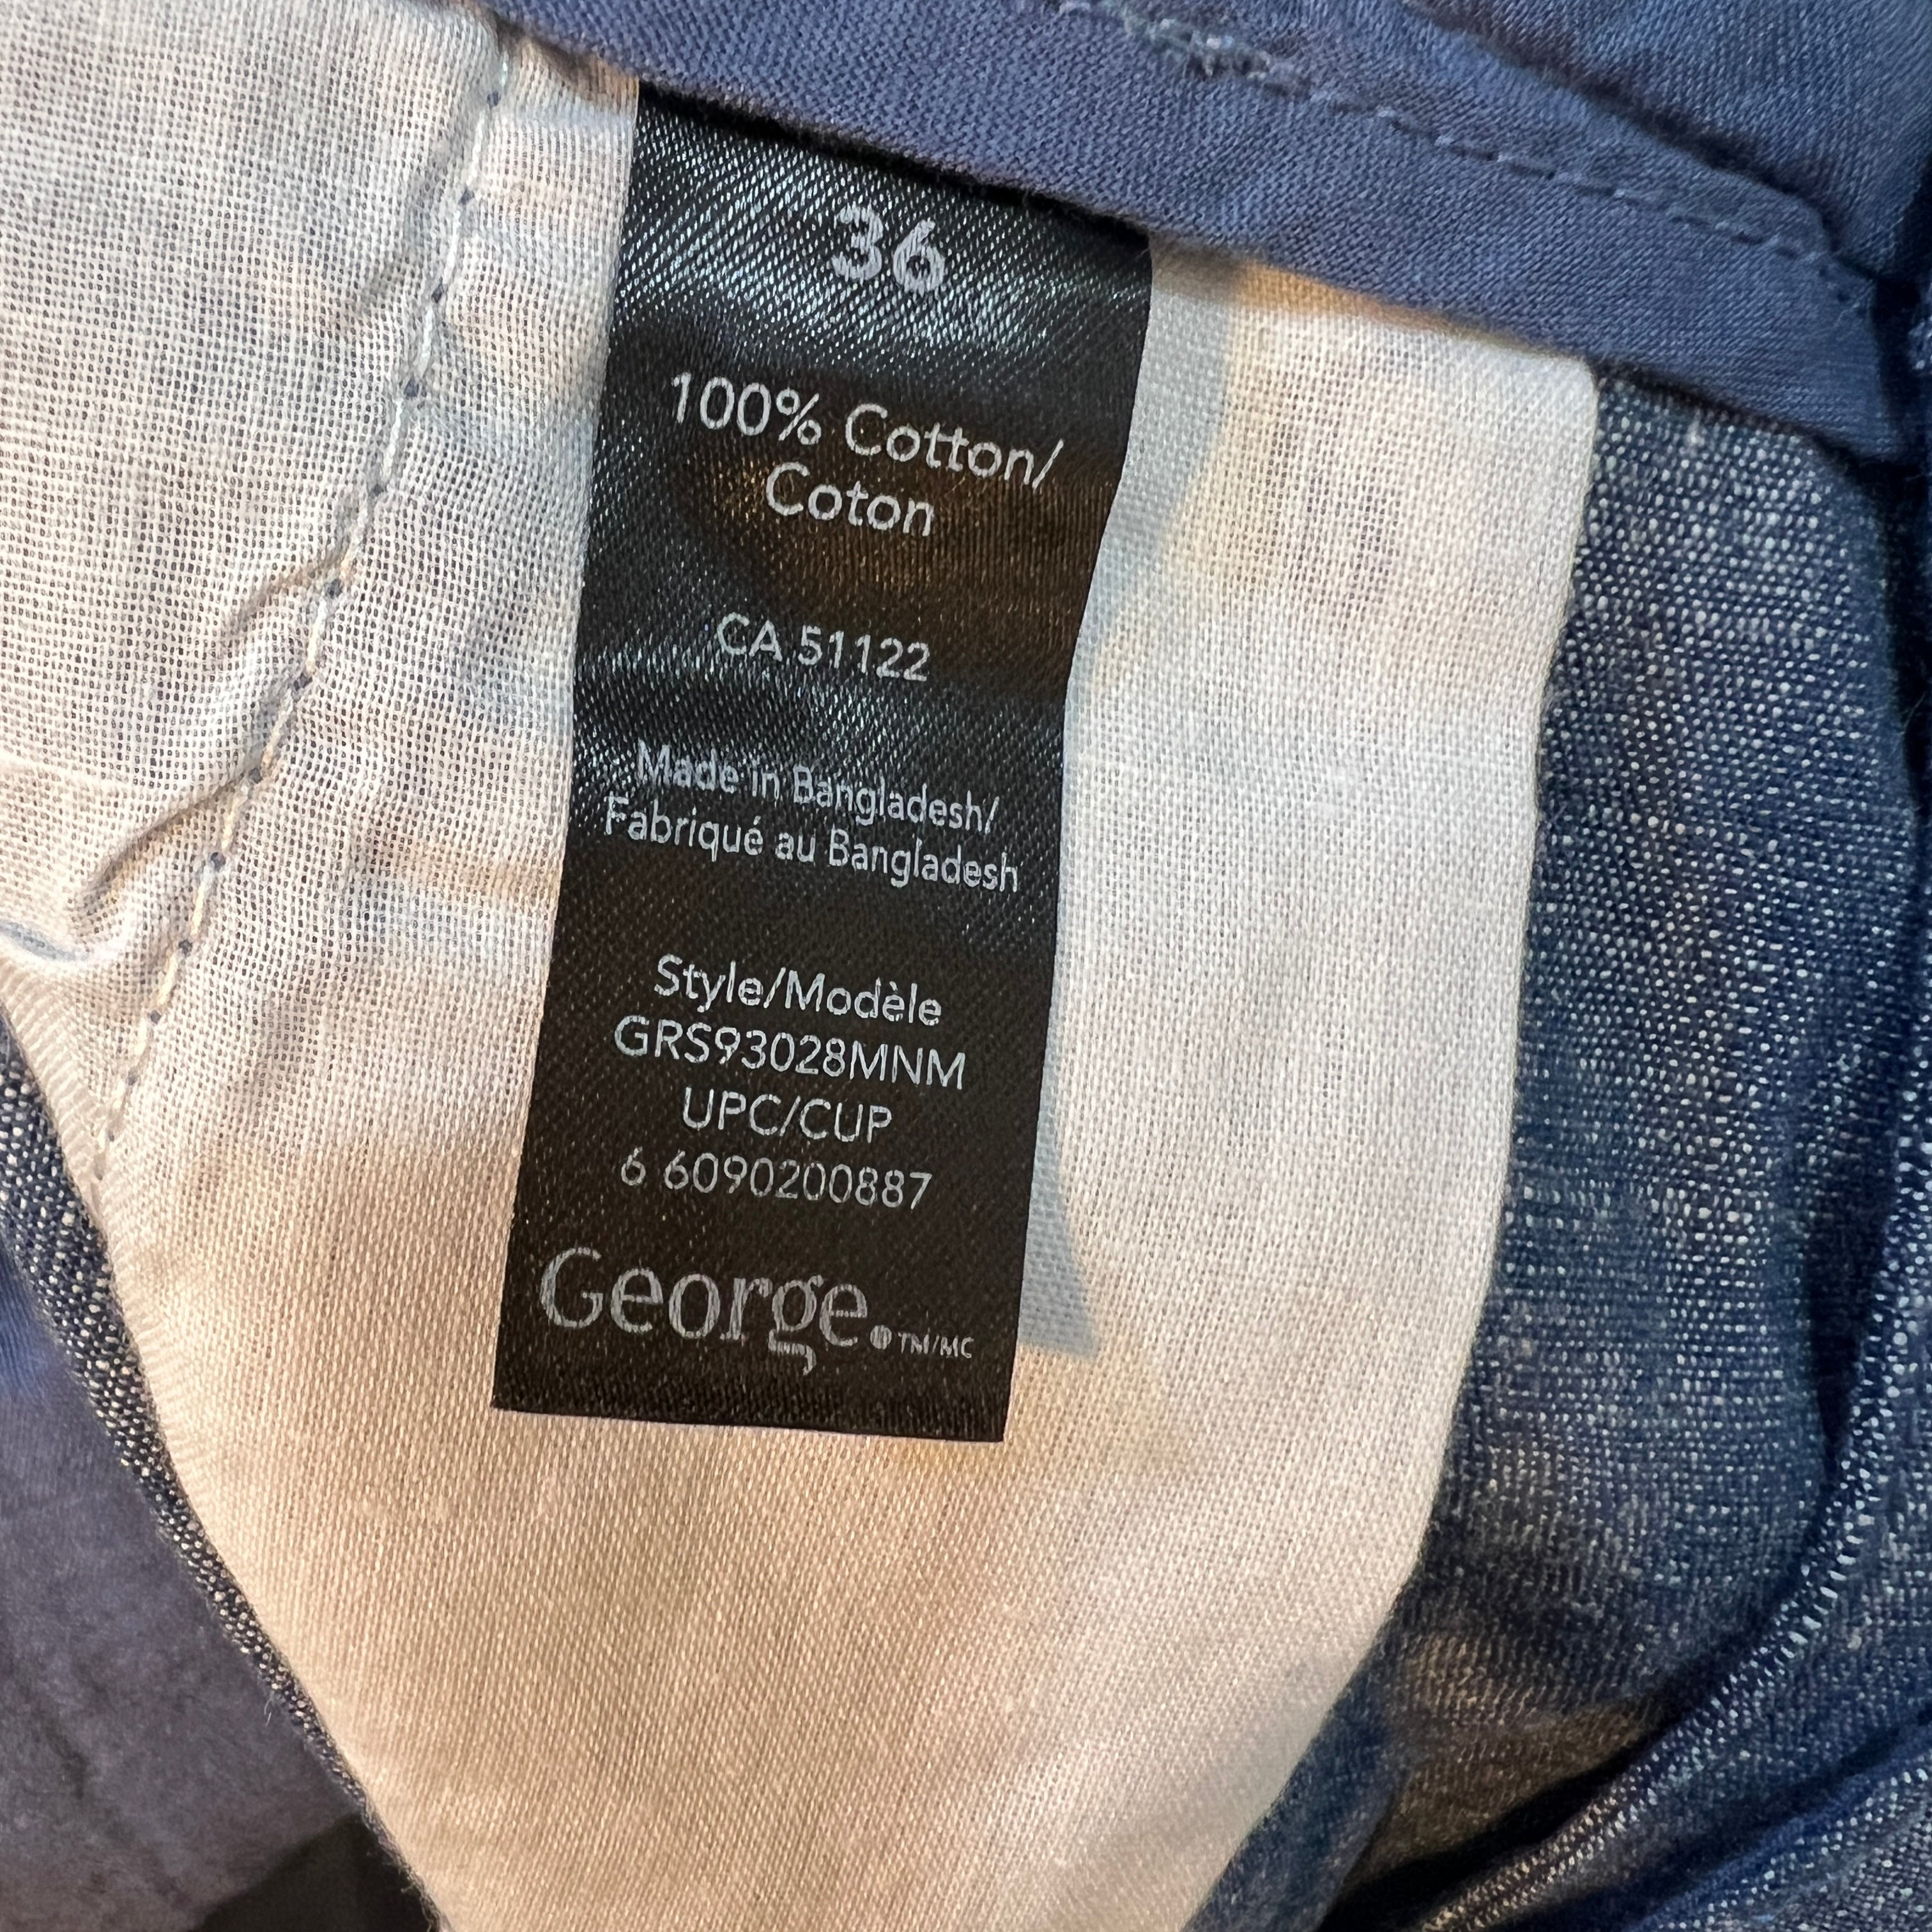 36
100% Cotton/
Coton
CA 51122
Made in Bangladesh/
Fabriqué au Bangladesh
Style/Modèle
GRS93028MNM
UPC/CUP
6 6090200887
George.TM/MC